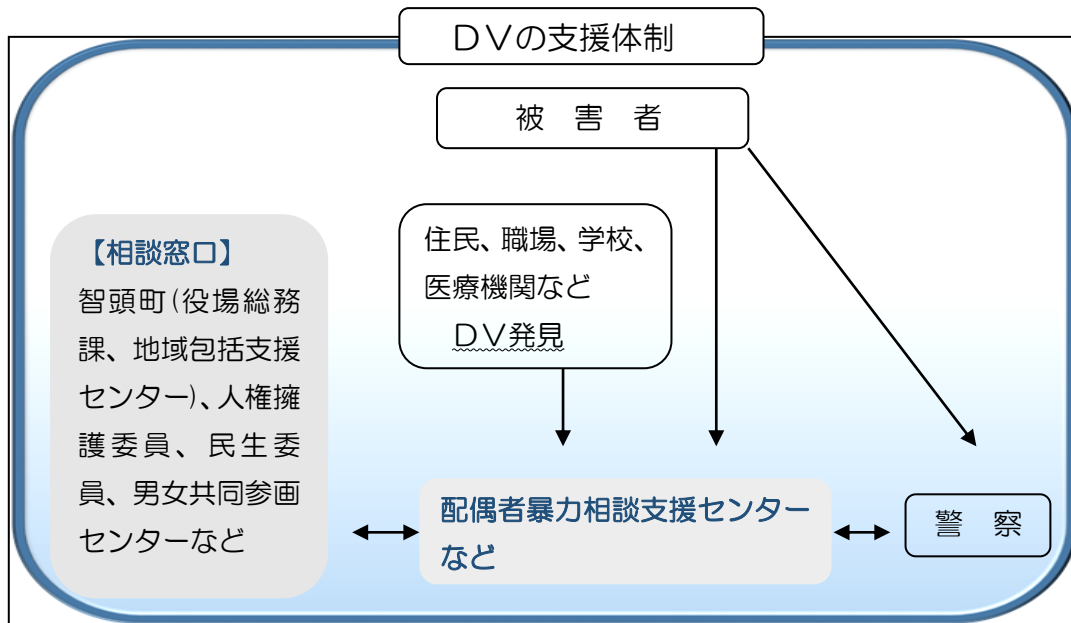 DVの支援体制
被 害 者
住民、職場、学校、
医療機関など
DV発見
【相談窓口】
智頭町(役場総務
課、地域包括支援
センター)、人権擁
護委員、民生委
員、男女共同参画
センターなど
配偶者暴力相談支援センター
など
警 察